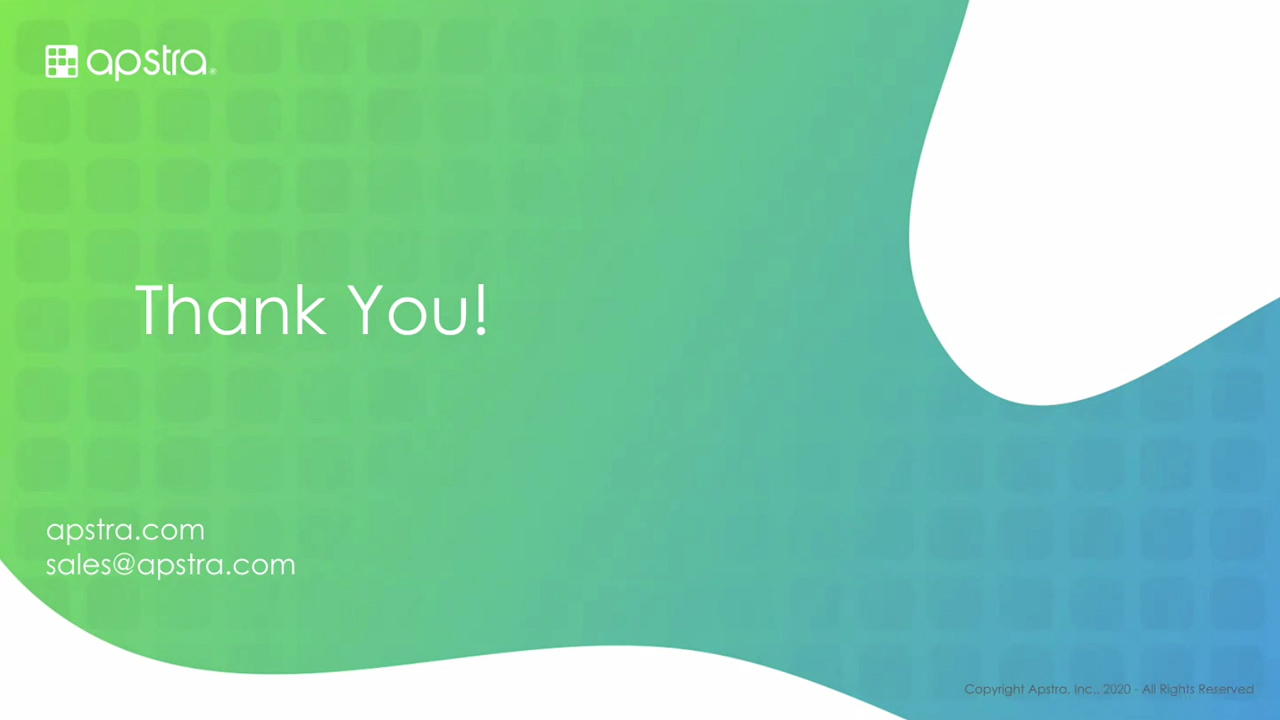 apstra®
Thank You!
apstra.com
sales@apstra.com
Copyright Apstra, Inc., 2020 - All Rights Reserved